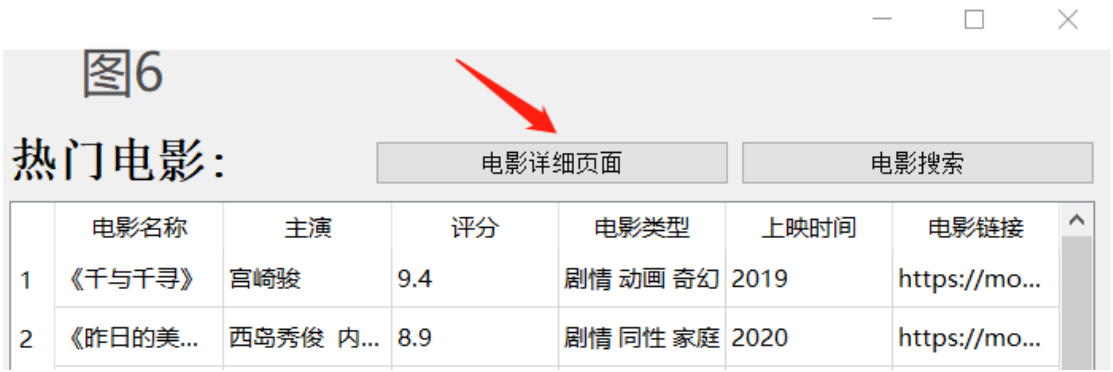 图6
热门电影: 电影详细页面 电影搜索
电影名称 主演 评分 电影类型 上映时间 电影链接
1 《千与千寻》 宫崎骏 9.4 剧情 动画 奇幻 2019 https://mo...
2 《昨日的美... 西岛秀俊 内... 8.9 剧情 同性 家庭 2020 https://mo...